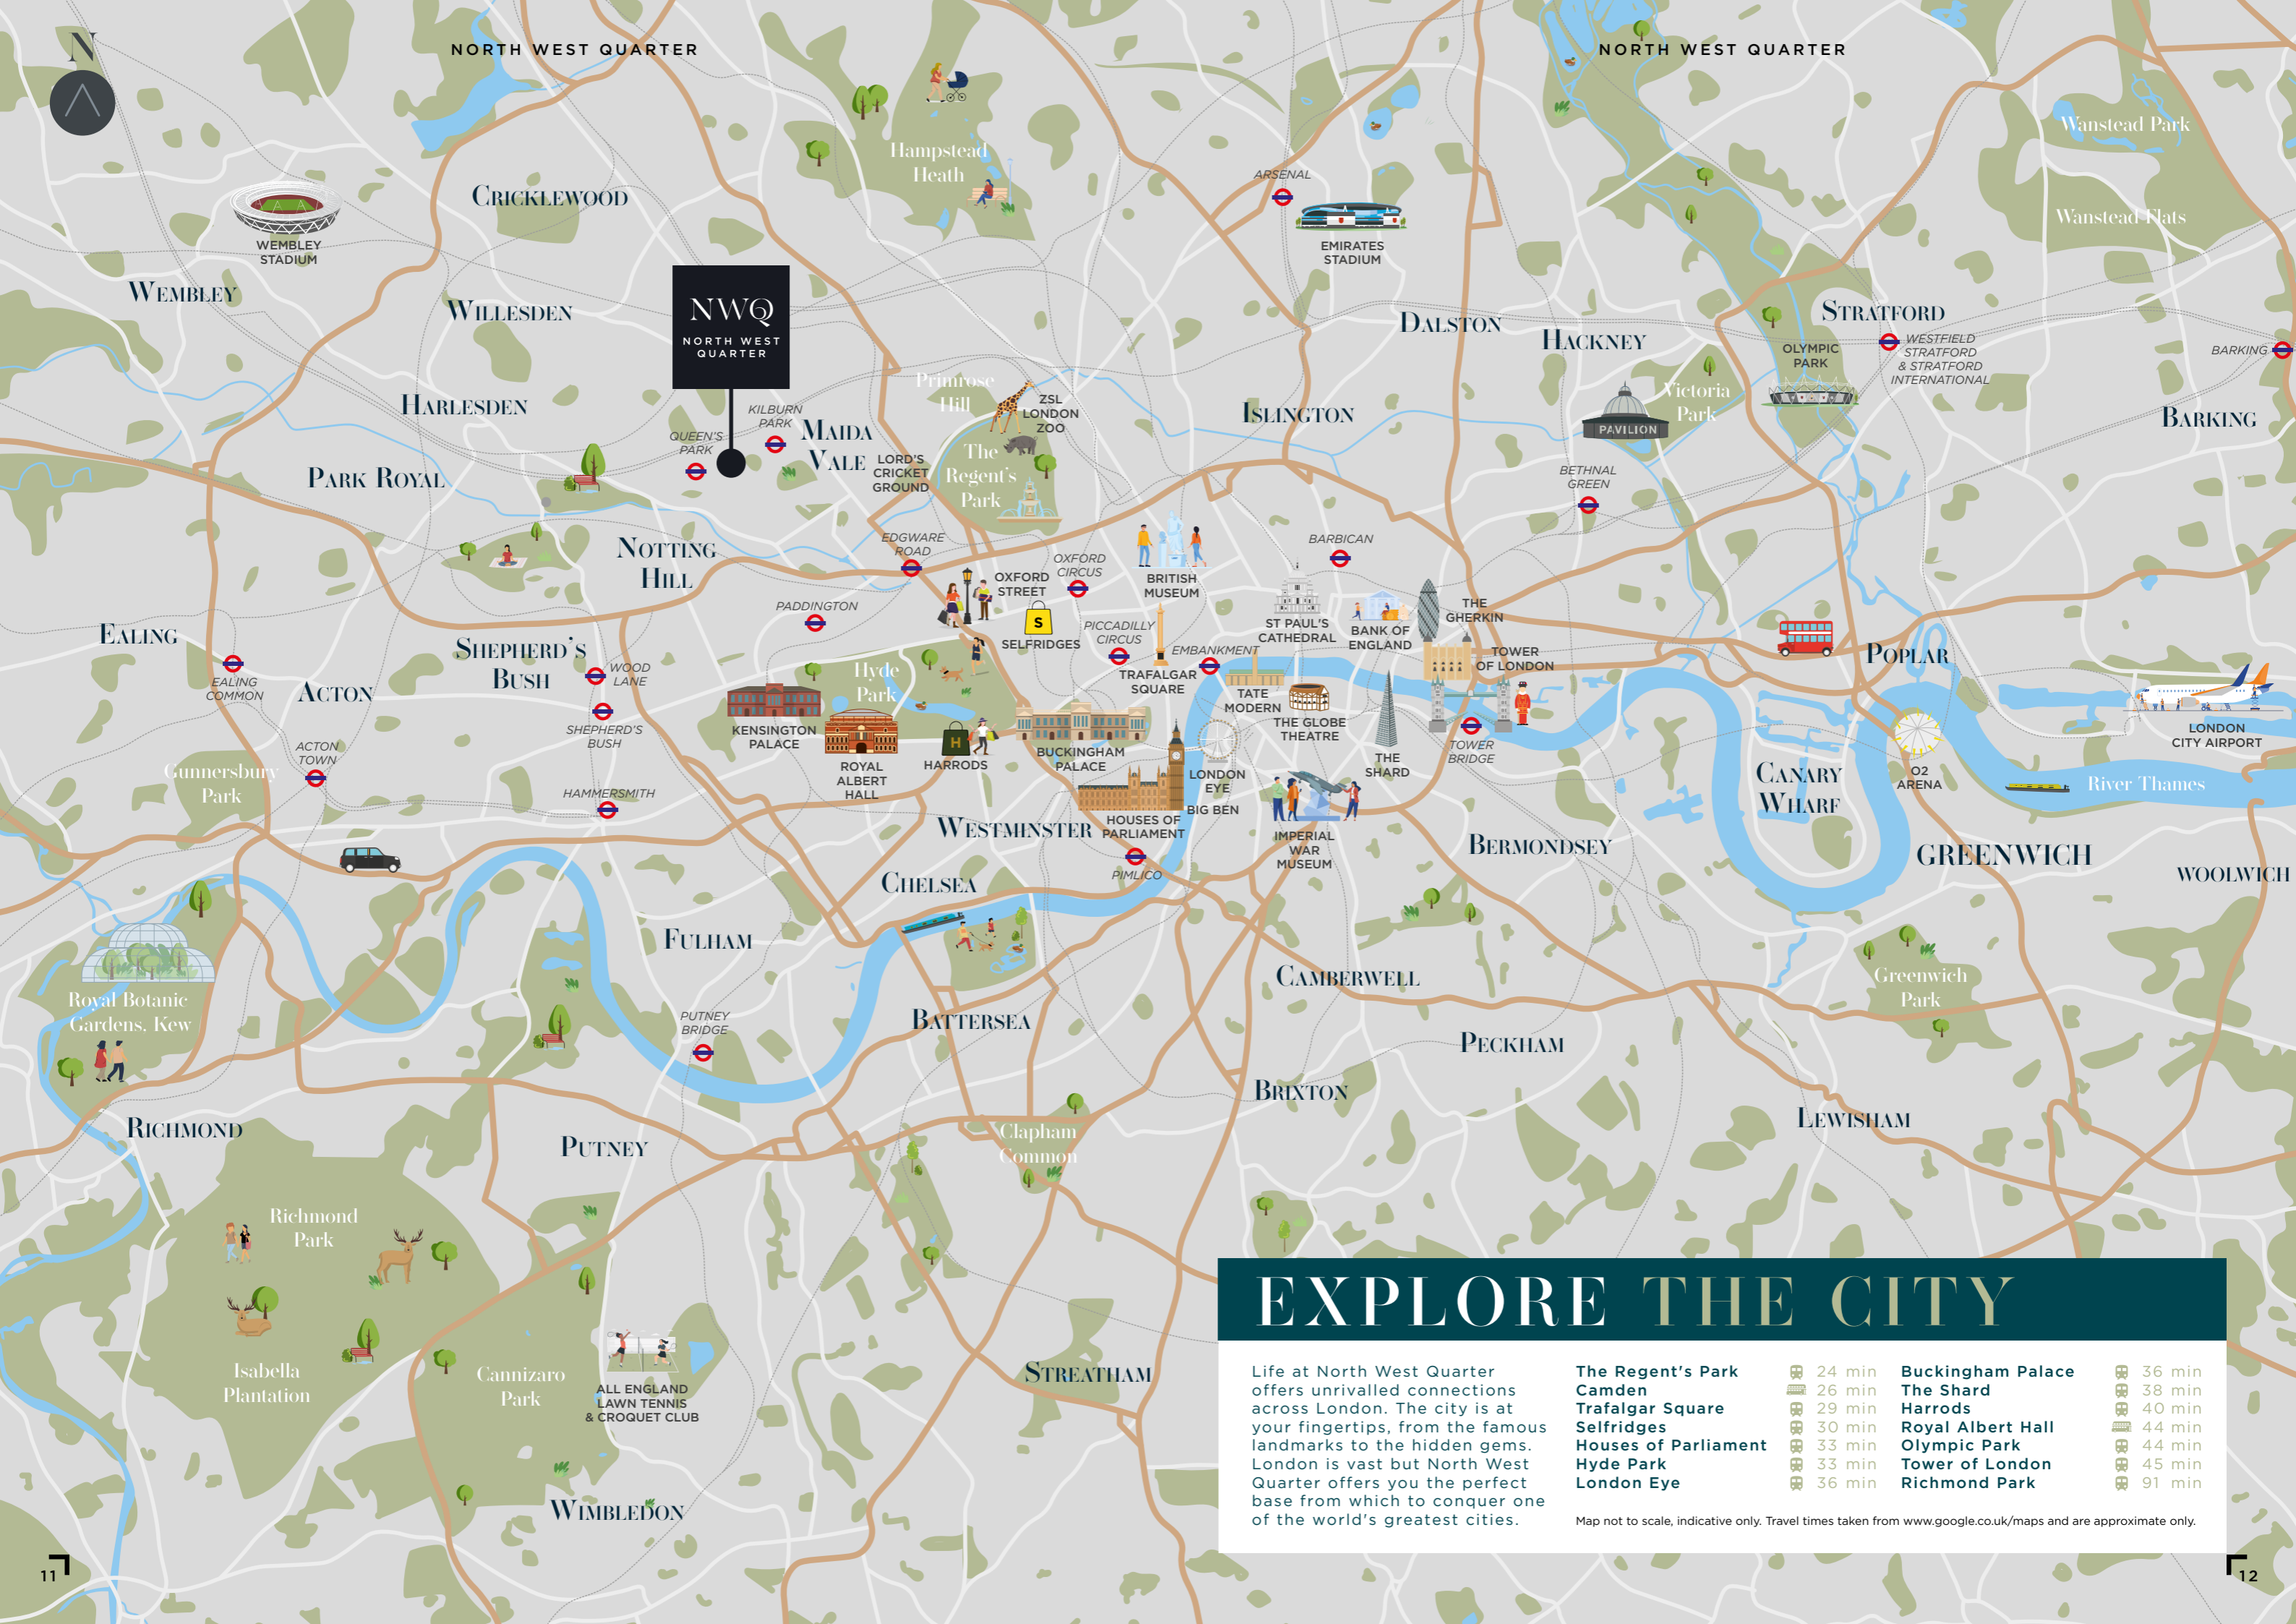 N
NORTH WEST QUARTER
NORTH WEST QUARTER
Hampstead
Heath
Wanstead Park
Wanstead Flats
CRICKLEWOOD
ARSENAL
EMIRATES
STADIUM
WEMBLEY
STADIUM
WEMBLEY
WILLESDEN
NWQ
NORTH WEST
QUARTER
DALSTON
HACKNEY
STRATFORD
WESTFIELD
STRATFORD
& STRATFORD
INTERNATIONAL
OLYMPIC
PARK
BARKING
BARKING
HARLESDEN
KILBURN
PARK
QUEEN'S
PARK
MAIDA
VALE
Primrose
Hill
ZSL
LONDON
ZOO
The
Regent's
Park
LORD'S
CRICKET
GROUND
ISLINGTON
Victoria
Park
PAVILION
BETHNAL
GREEN
PARK ROYAL
NOTTING
HILL
EDGWARE
ROAD
OXFORD
CIRCUS
OXFORD
STREET
S
SELFRIDGES
BRITISH
MUSEUM
BARBICAN
PADDINGTON
PICCADILLY
CIRCUS
EMBANKMENT
TRAFALGAR
SQUARE
ST PAUL'S
CATHEDRAL
BANK OF
ENGLAND
THE
GHERKIN
TOWER
OF LONDON
EALING
EALING
COMMON
ACTON
SHEPHERD'S
BUSH
WOOD
LANE
SHEPHERD'S
BUSH
Hyde
Park
KENSINGTON
PALACE
ROYAL
ALBERT
HALL
H
HARRODS
BUCKINGHAM
PALACE
TATE
MODERN
THE GLOBE
THEATRE
LONDON
EYE
BIG BEN
THE
SHARD
TOWER
BRIDGE
POPLAR
LONDON
CITY AIRPORT
CANARY
WHARF
O2
ARENA
River Thames
ACTON
TOWN
Gunnersbury
Park
HAMMERSMITH
WESTMINSTER
HOUSES OF
PARLIAMENT
IMPERIAL
WAR
MUSEUM
BERMONDSEY
GREENWICH
WOOLWICH
PIMLICO
CHELSEA
FULHAM
Royal Botanic
Gardens, Kew
PUTNEY
BRIDGE
BATTERSEA
CAMBERWELL
PECKHAM
Greenwich
Park
BRIXTON
LEWISHAM
RICHMOND
PUTNEY
Clapham
Common
Richmond
Park
Isabella
Plantation
Cannizaro
Park
ALL ENGLAND
LAWN TENNIS
& CROQUET CLUB
STREATHAM
WIMBLEDON
EXPLORE THE CITY
Life at North West Quarter
offers unrivalled connections
across London. The city is at
your fingertips, from the famous
landmarks to the hidden gems.
London is vast but North West
Quarter offers you the perfect
base from which to conquer one
of the world's greatest cities.
The Regent's Park 24 min
Camden 26 min
Trafalgar Square 29 min
Selfridges 30 min
Houses of Parliament 33 min
Hyde Park 33 min
London Eye 36 min
Buckingham Palace 36 min
The Shard 38 min
Harrods 40 min
Royal Albert Hall 44 min
Olympic Park 44 min
Tower of London 45 min
Richmond Park 91 min
Map not to scale, indicative only. Travel times taken from www.google.co.uk/maps and are approximate only.
11
12